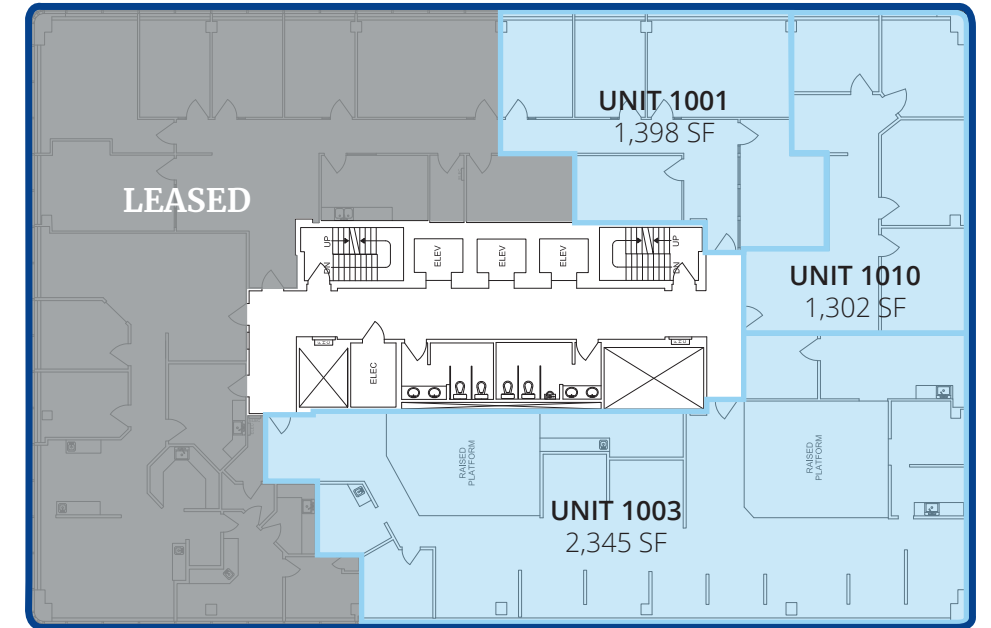 UNIT 1001
1,398 SF
LEASED
UP
DN
ELEV
ELEV
ELEV
UP
DN
UNIT 1010
1,302 SF
ELEC
RAISED
PLATFORM
RAISED
PLATFORM
UNIT 1003
2,345 SF